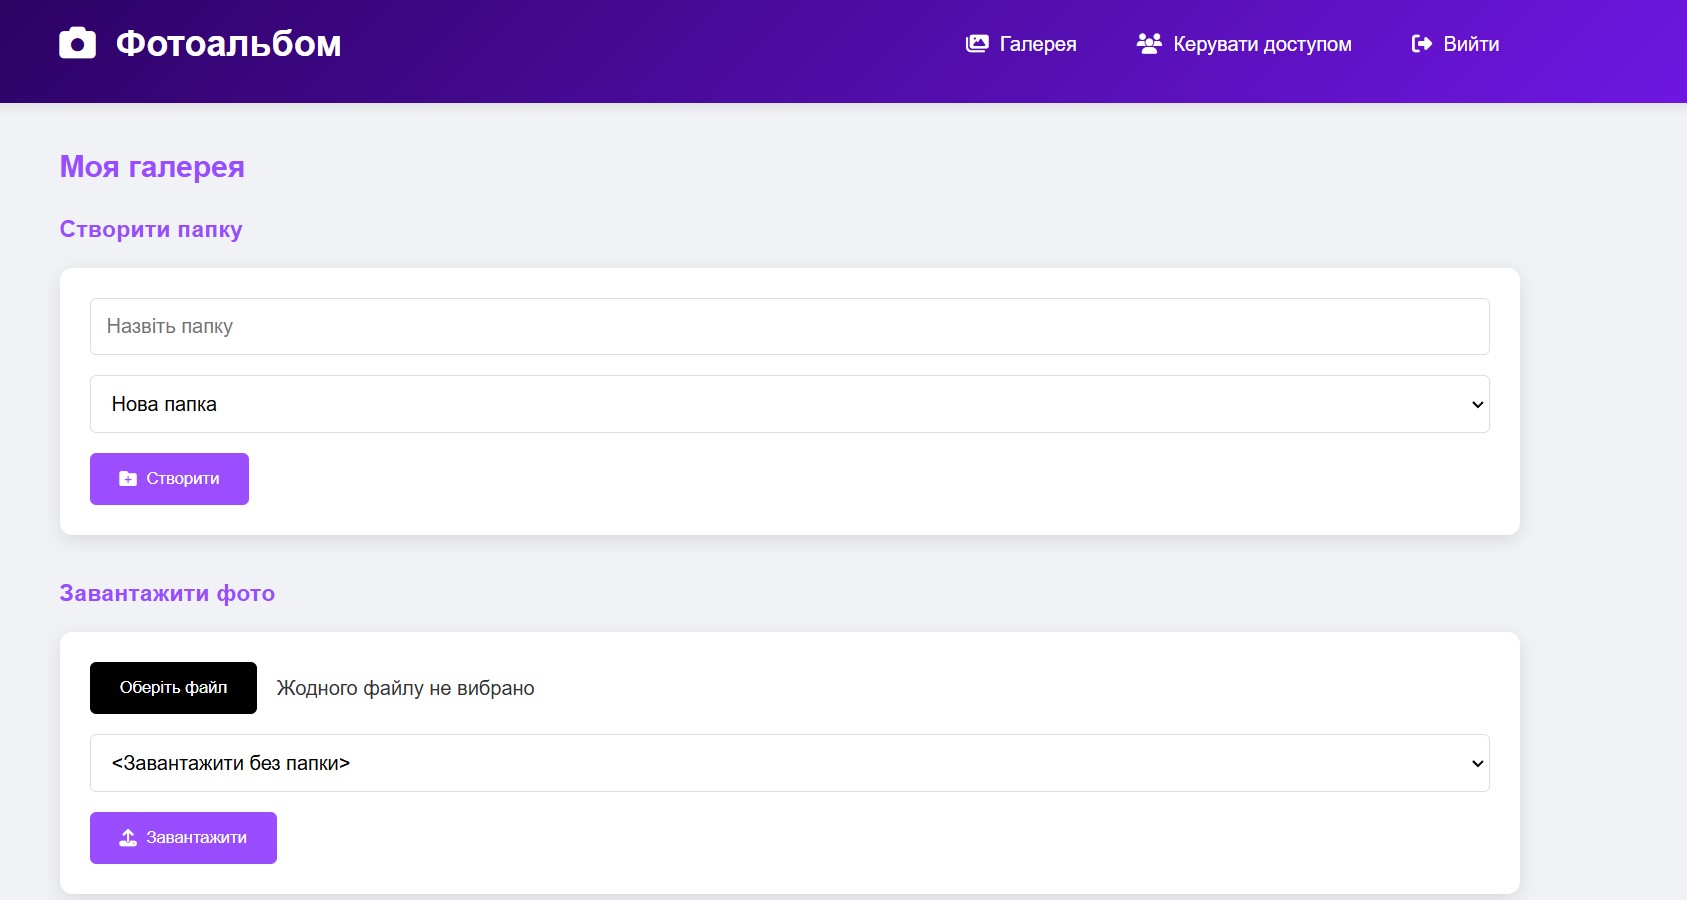 Фотоальбом
Галерея
Керувати доступом
Вийти
Моя галерея
Створити папку
Назвіть папку
Нова папка
Створити
Завантажити фото
Оберіть файл
Жодного файлу не вибрано
<Завантажити без папки>
Завантажити